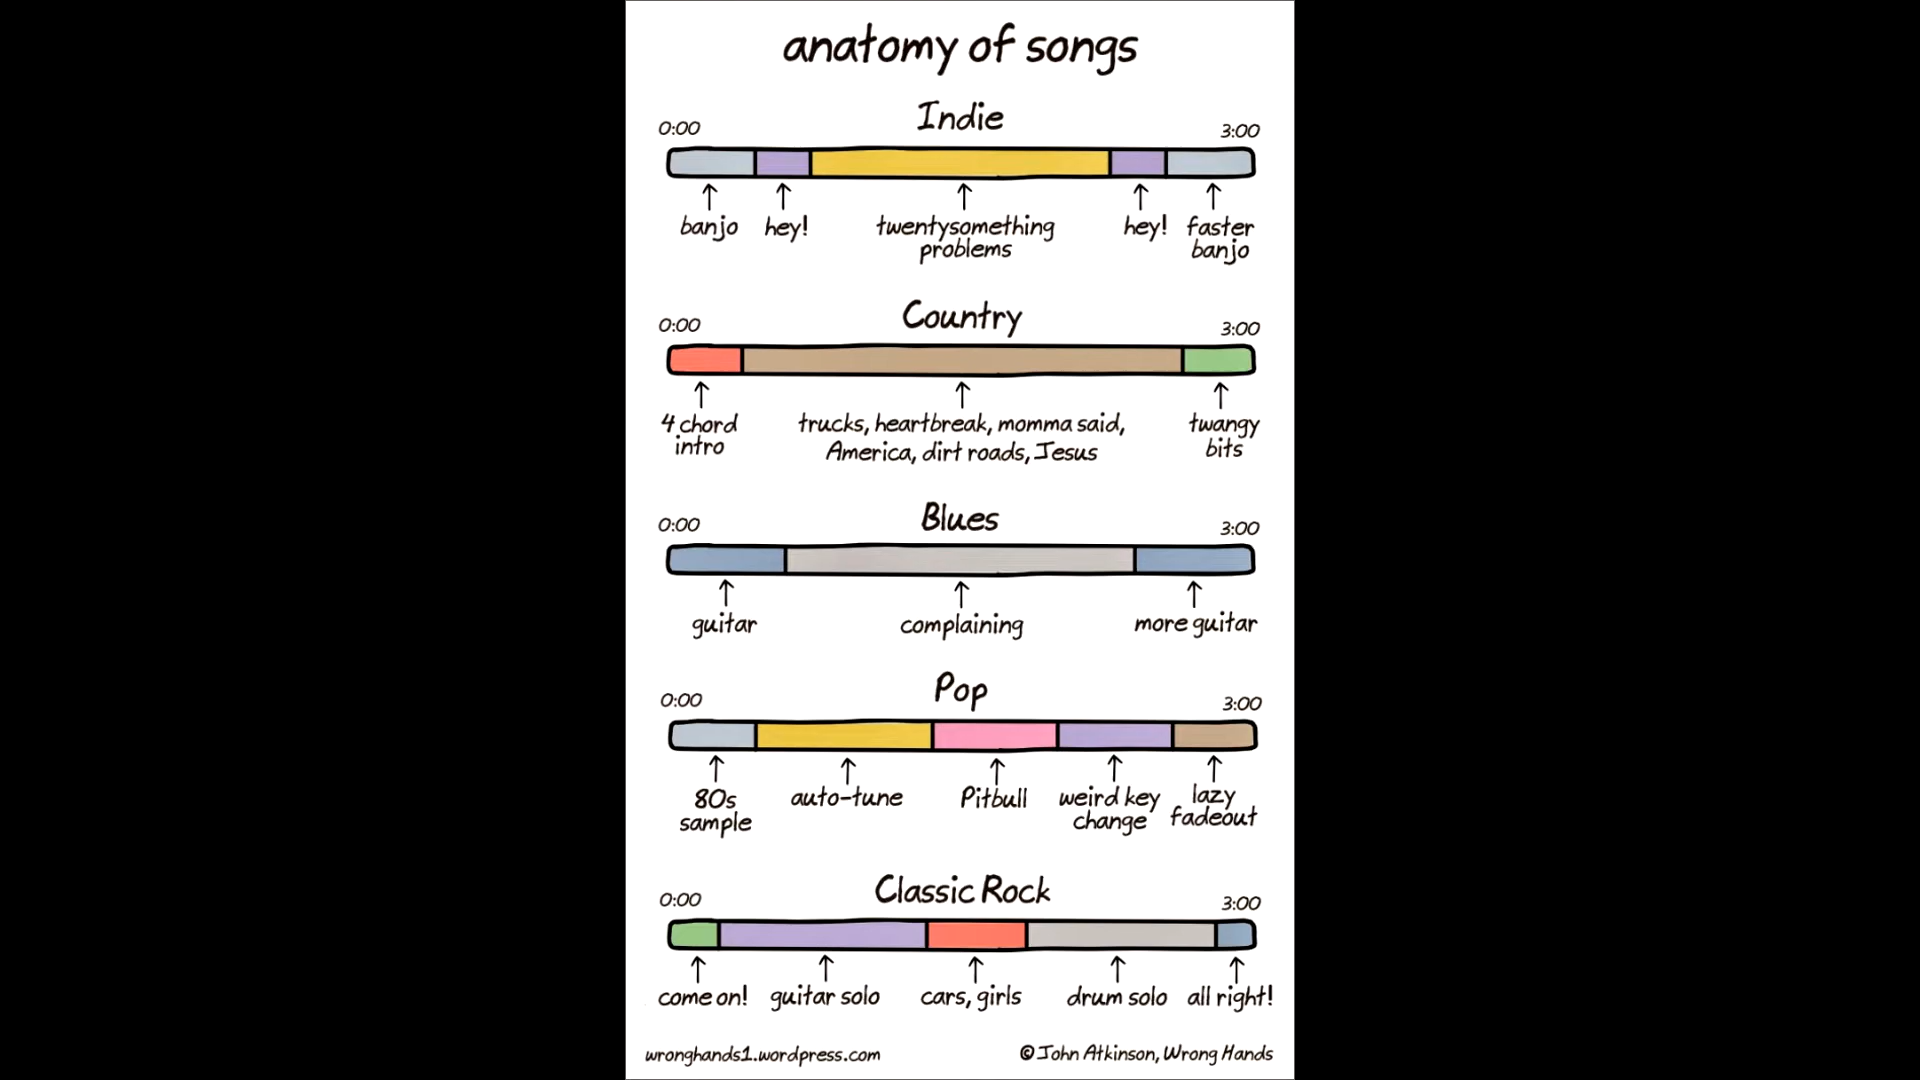 anatomy of songs
Indie
0:00
3:00
banjo
hey!
twentysomething
problems
hey!
faster
banjo
Country
0:00
3:00
4 chord
intro
trucks, heartbreak, momma said,
America, dirt roads, Jesus
twangy
bits
Blues
0:00
3:00
guitar
complaining
more guitar
Pop
0:00
3:00
80s
sample
auto-tune
Pitbull
weird key
change
lazy
fadeout
Classic Rock
0:00
3:00
come on!
guitar solo
cars, girls
drum solo
all right!
wronghands1.wordpress.com
© John Atkinson, Wrong Hands